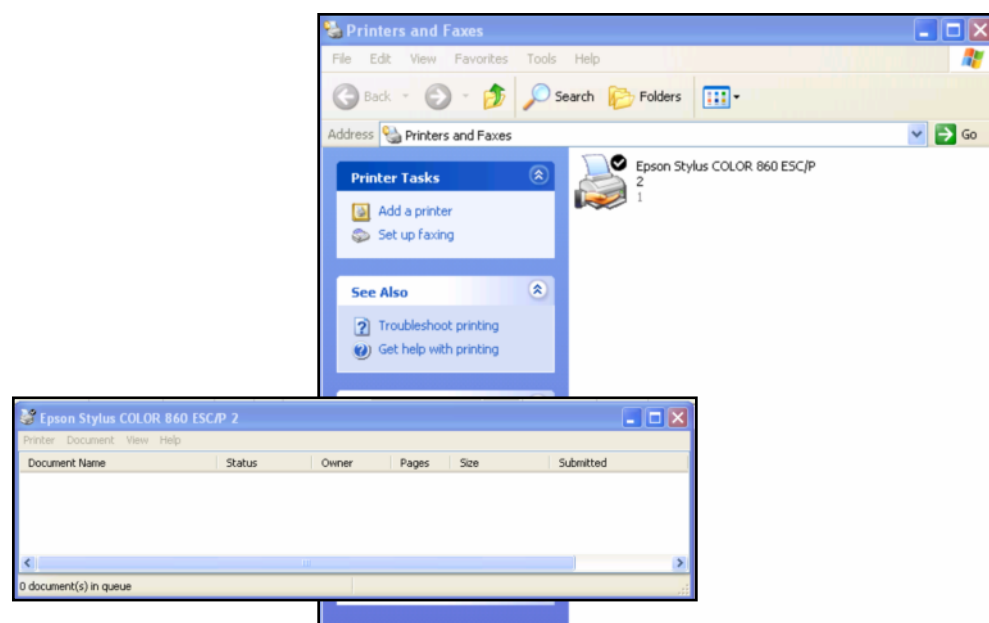 Printers and Faxes
File Edit View Favorites Tools Help
Back Search Folders
Address Printers and Faxes Go
Printer Tasks
Add a printer
Set up faxing
See Also
Troubleshoot printing
Get help with printing
Epson Stylus COLOR 860 ESC/P
2
1
Epson Stylus COLOR 860 ESC/P 2
Printer Document View Help
Document Name Status Owner Pages Size Submitted
0 document(s) in queue